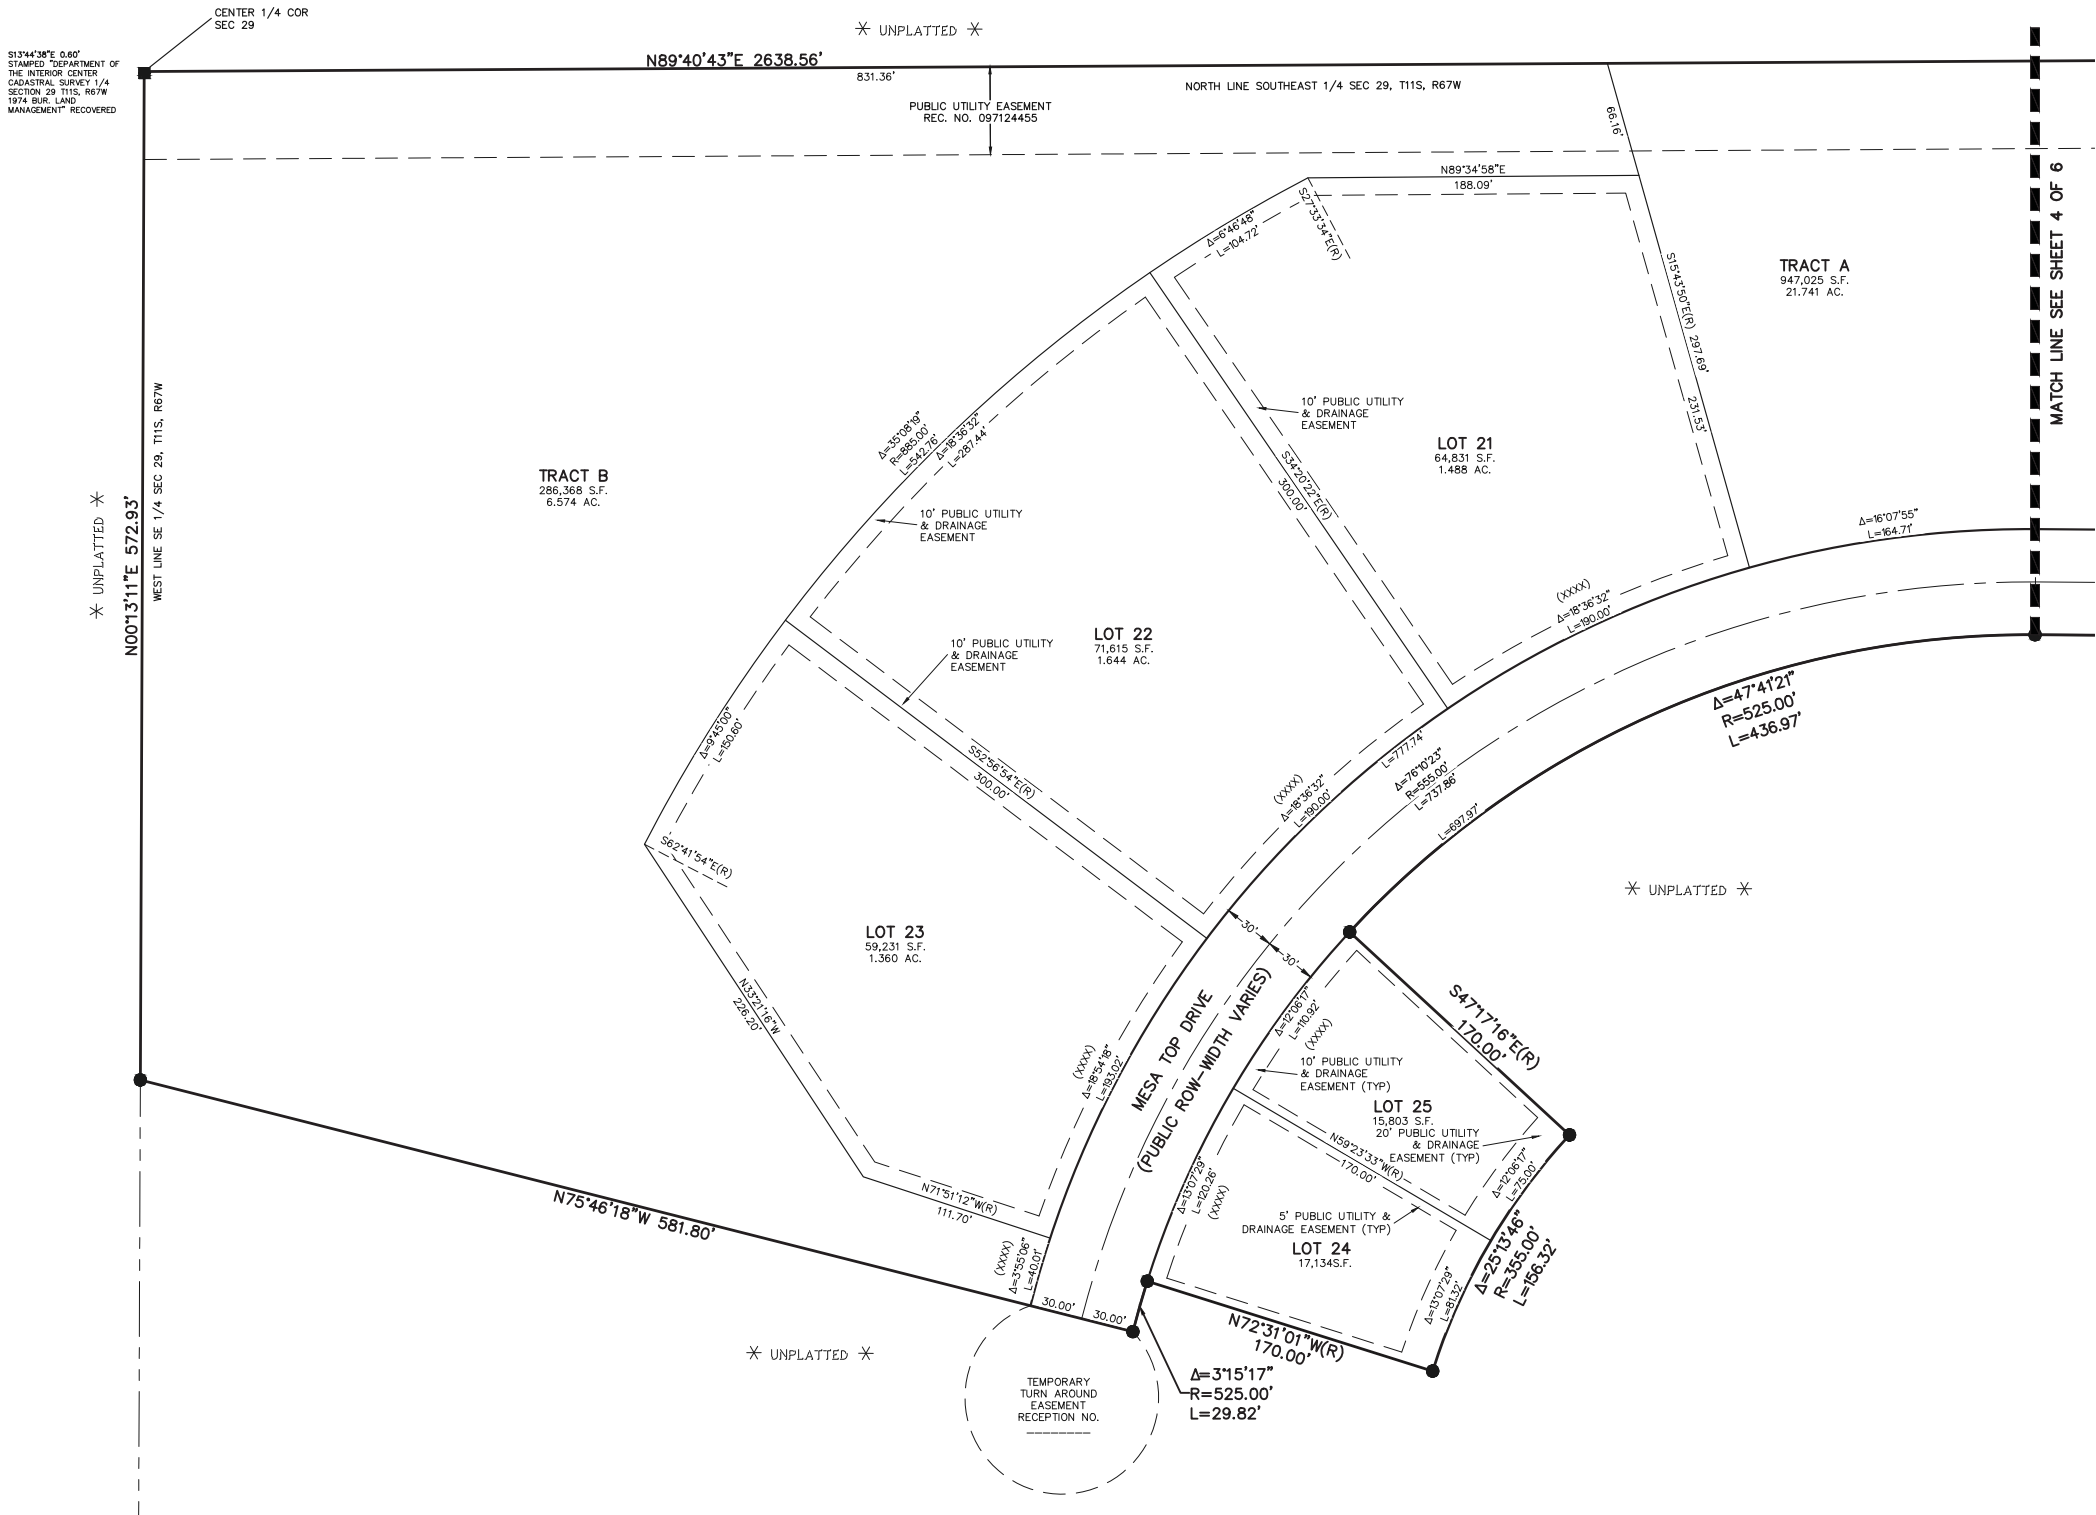 CENTER 1/4 COR
SEC 29
S13°44'38"E 0.60'
STAMPED "DEPARTMENT OF
THE INTERIOR CENTER
CADASTRAL SURVEY 1/4
SECTION 29 T11S, R67W
1974 BUR. LAND
MANAGEMENT" RECOVERED
UNPLATTED
N89°40'43"E 2638.56'
831.36'
PUBLIC UTILITY EASEMENT
REC. NO. 097124455
NORTH LINE SOUTHEAST 1/4 SEC 29, T11S, R67W
66.16'
N89°34'58"E
188.09'
S27°33'34"E(R)
Δ=6°46'48"
L=104.72'
MATCH LINE SEE SHEET 4 OF 6
TRACT A
947,025 S.F.
21.741 AC.
S15°43'50"E(R) 297.69'
231.53'
10' PUBLIC UTILITY
& DRAINAGE
EASEMENT
LOT 21
64,831 S.F.
1.488 AC.
S34°20'22"E(R)
300.00'
Δ=35°08'19"
R=885.00'
L=542.76'
Δ=18°36'32"
L=287.44'
TRACT B
286,368 S.F.
6.574 AC.
10' PUBLIC UTILITY
& DRAINAGE
EASEMENT
UNPLATTED
N00°13'11"E 572.93'
WEST LINE SE 1/4 SEC 29, T11S, R67W
Δ=16°07'55"
L=164.71'
(XXXX)
Δ=18°36'32"
L=190.00'
LOT 22
71,615 S.F.
1.644 AC.
10' PUBLIC UTILITY
& DRAINAGE
EASEMENT
Δ=47°41'21"
R=525.00'
L=436.97'
Δ=9°45'00"
L=150.60'
S52°56'54"E(R)
300.00'
(XXXX)
Δ=18°36'32"
L=190.00'
L=777.74'
Δ=76°10'23"
R=555.00'
L=737.86'
L=697.97'
S62°41'54"E(R)
UNPLATTED
LOT 23
59,231 S.F.
1.360 AC.
30'
30'
N33°21'16"W
226.20'
MESA TOP DRIVE
(PUBLIC ROW-WIDTH VARIES)
S47°17'16"E(R)
170.00'
Δ=12°06'17"
L=110.92'
(XXXX)
10' PUBLIC UTILITY
& DRAINAGE
EASEMENT (TYP)
(XXXX)
Δ=18°54'18"
L=193.02'
LOT 25
15,803 S.F.
20' PUBLIC UTILITY
& DRAINAGE
EASEMENT (TYP)
N59°23'33"W(R)
170.00'
Δ=12°06'17"
L=75.00'
Δ=13°07'29"
L=120.26'
(XXXX)
N71°51'12"W(R)
111.70'
N75°46'18"W 581.80'
5' PUBLIC UTILITY &
DRAINAGE EASEMENT (TYP)
LOT 24
17,134S.F.
Δ=25°13'46"
R=355.00'
L=156.32'
(XXXX)
Δ=3°55'06"
L=40.01'
Δ=13°07'29"
L=81.32'
30.00'
30.00'
N72°31'01"W(R)
170.00'
UNPLATTED
Δ=3°15'17"
R=525.00'
L=29.82'
TEMPORARY
TURN AROUND
EASEMENT
RECEPTION NO.
________